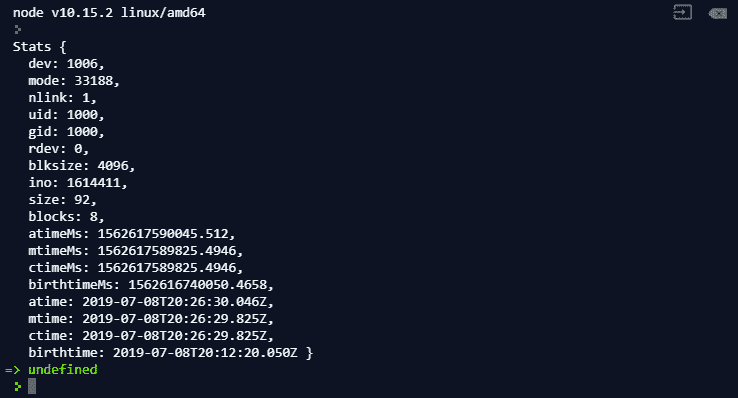 node v10.15.2 linux/amd64
Stats {
  dev: 1006,
  mode: 33188,
  nlink: 1,
  uid: 1000,
  gid: 1000,
  rdev: 0,
  blksize: 4096,
  ino: 1614411,
  size: 92,
  blocks: 8,
  atimeMs: 1562617590045.512,
  mtimeMs: 1562617589825.4946,
  ctimeMs: 1562617589825.4946,
  birthtimeMs: 1562616740050.4658,
  atime: 2019-07-08T20:26:30.046Z,
  mtime: 2019-07-08T20:26:29.825Z,
  ctime: 2019-07-08T20:26:29.825Z,
  birthtime: 2019-07-08T20:12:20.050Z }
=> undefined